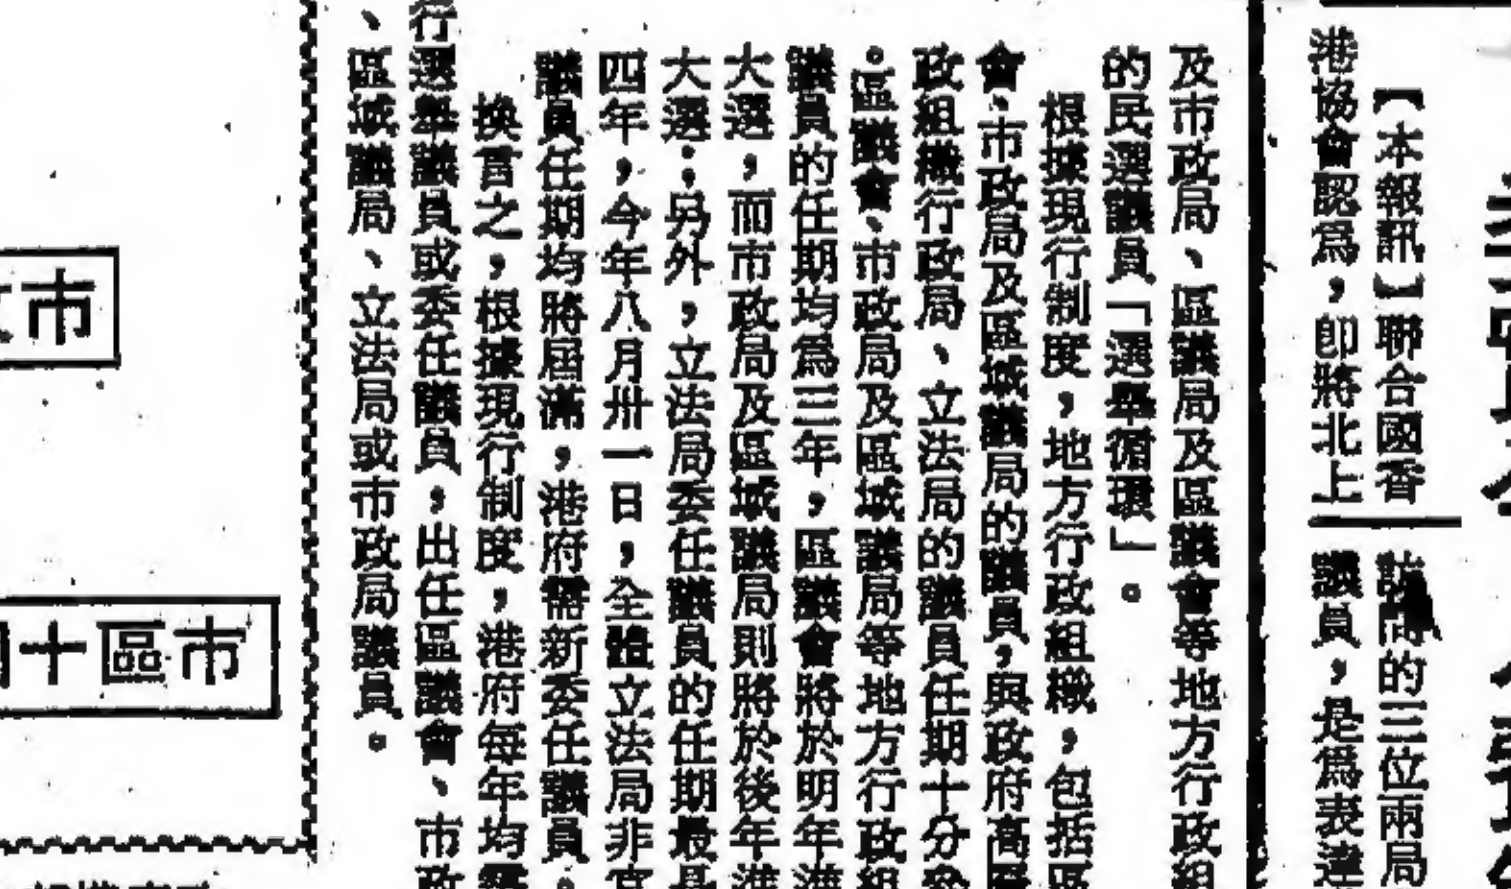 【本報訊】聯合國香
港協會認爲，卽將北上
的三位兩局
議員，是爲表達
及市政局、區議局及區議會等地方行政組
的民選議員「選舉循環」。
根據現行制度，地方行政組織，包括區
會、市政局及區域議局的議員，與政府高層
政組織行政局、立法局的議員任期十分
。區議會、市政局及區域議局等地方行政組
議員的任期均爲三年，區議會將於明年進
大選，而市政局及區域議局則將於後年進
大選；另外，立法局委任議員的任期最長
四年，今年八月卅一日，全體立法局非官
議員任期均將屆滿，港府需新委任議員。
換言之，根據現行制度，港府每年均需
行選舉議員或委任議員，出任區議會、市政
、區域議局、立法局或市政局議員。
市
市區十